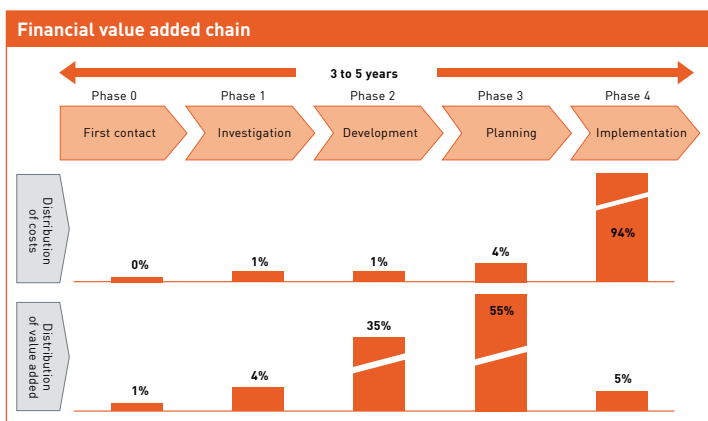 Financial value added chain
3 to 5 years
Phase 0
Phase 1
Phase 2
Phase 3
Phase 4
First contact
Investigation
Development
Planning
Implementation
Distribution
of costs
0%
1%
1%
4%
94%
Distribution
of value added
1%
4%
35%
55%
5%